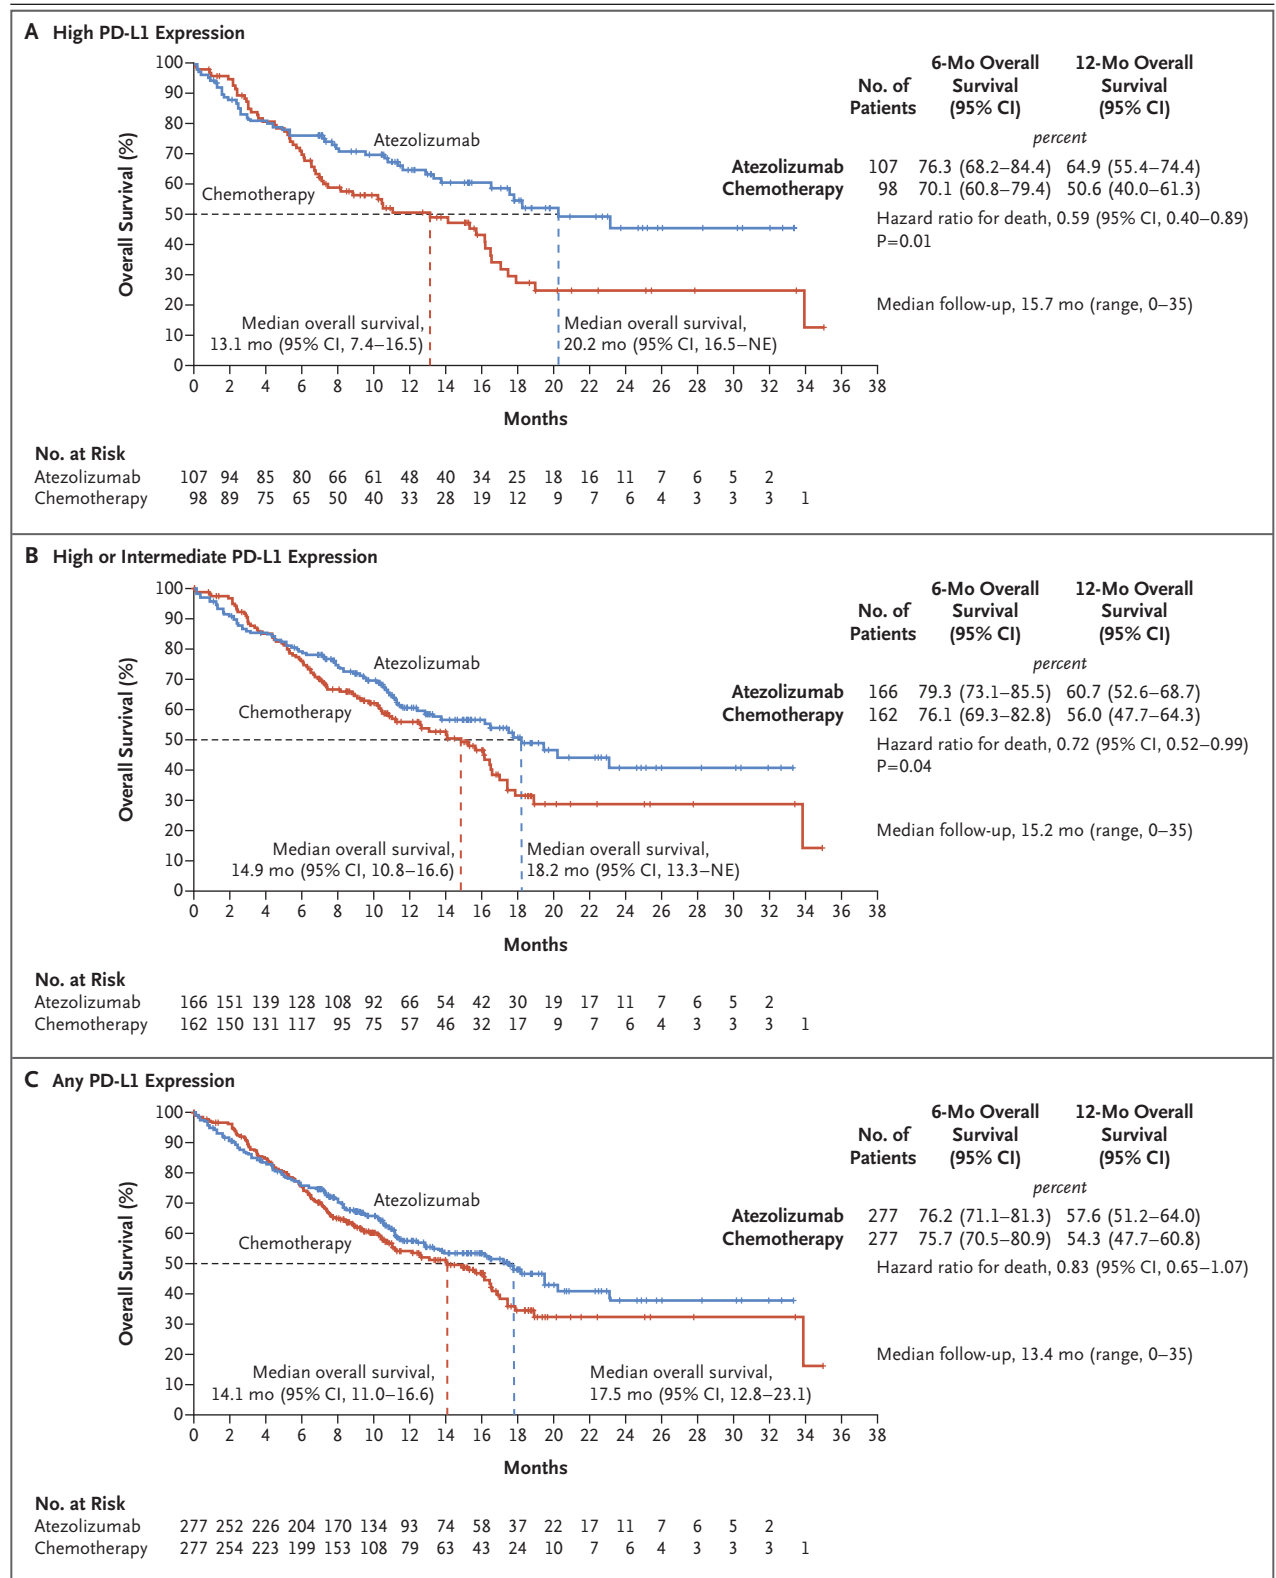 A High PD-L1 Expression
100
90
80
70
60
50
40
30
20
10
0
Overall Survival (%)
Atezolizumab
Chemotherapy
Median overall survival,
13.1 mo (95% CI, 7.4–16.5)
Median overall survival,
20.2 mo (95% CI, 16.5–NE)
0 2 4 6 8 10 12 14 16 18 20 22 24 26 28 30 32 34 36 38
Months
No. of Patients
6-Mo Overall Survival (95% CI)
12-Mo Overall Survival (95% CI)
percent
Atezolizumab 107 76.3 (68.2–84.4) 64.9 (55.4–74.4)
Chemotherapy 98 70.1 (60.8–79.4) 50.6 (40.0–61.3)
Hazard ratio for death, 0.59 (95% CI, 0.40–0.89)
P=0.01
Median follow-up, 15.7 mo (range, 0–35)
No. at Risk
Atezolizumab 107 94 85 80 66 61 48 40 34 25 18 16 11 7 6 5 2
Chemotherapy 98 89 75 65 50 40 33 28 19 12 9 7 6 4 3 3 3 1
B High or Intermediate PD-L1 Expression
100
90
80
70
60
50
40
30
20
10
0
Overall Survival (%)
Atezolizumab
Chemotherapy
Median overall survival,
14.9 mo (95% CI, 10.8–16.6)
Median overall survival,
18.2 mo (95% CI, 13.3–NE)
0 2 4 6 8 10 12 14 16 18 20 22 24 26 28 30 32 34 36 38
Months
No. of Patients
6-Mo Overall Survival (95% CI)
12-Mo Overall Survival (95% CI)
percent
Atezolizumab 166 79.3 (73.1–85.5) 60.7 (52.6–68.7)
Chemotherapy 162 76.1 (69.3–82.8) 56.0 (47.7–64.3)
Hazard ratio for death, 0.72 (95% CI, 0.52–0.99)
P=0.04
Median follow-up, 15.2 mo (range, 0–35)
No. at Risk
Atezolizumab 166 151 139 128 108 92 66 54 42 30 19 17 11 7 6 5 2
Chemotherapy 162 150 131 117 95 75 57 46 32 17 9 7 6 4 3 3 3 1
C Any PD-L1 Expression
100
90
80
70
60
50
40
30
20
10
0
Overall Survival (%)
Atezolizumab
Chemotherapy
Median overall survival,
14.1 mo (95% CI, 11.0–16.6)
Median overall survival,
17.5 mo (95% CI, 12.8–23.1)
0 2 4 6 8 10 12 14 16 18 20 22 24 26 28 30 32 34 36 38
Months
No. of Patients
6-Mo Overall Survival (95% CI)
12-Mo Overall Survival (95% CI)
percent
Atezolizumab 277 76.2 (71.1–81.3) 57.6 (51.2–64.0)
Chemotherapy 277 75.7 (70.5–80.9) 54.3 (47.7–60.8)
Hazard ratio for death, 0.83 (95% CI, 0.65–1.07)
Median follow-up, 13.4 mo (range, 0–35)
No. at Risk
Atezolizumab 277 252 226 204 170 134 93 74 58 37 22 17 11 7 6 5 2
Chemotherapy 277 254 223 199 153 108 79 63 43 24 10 7 6 4 3 3 3 1